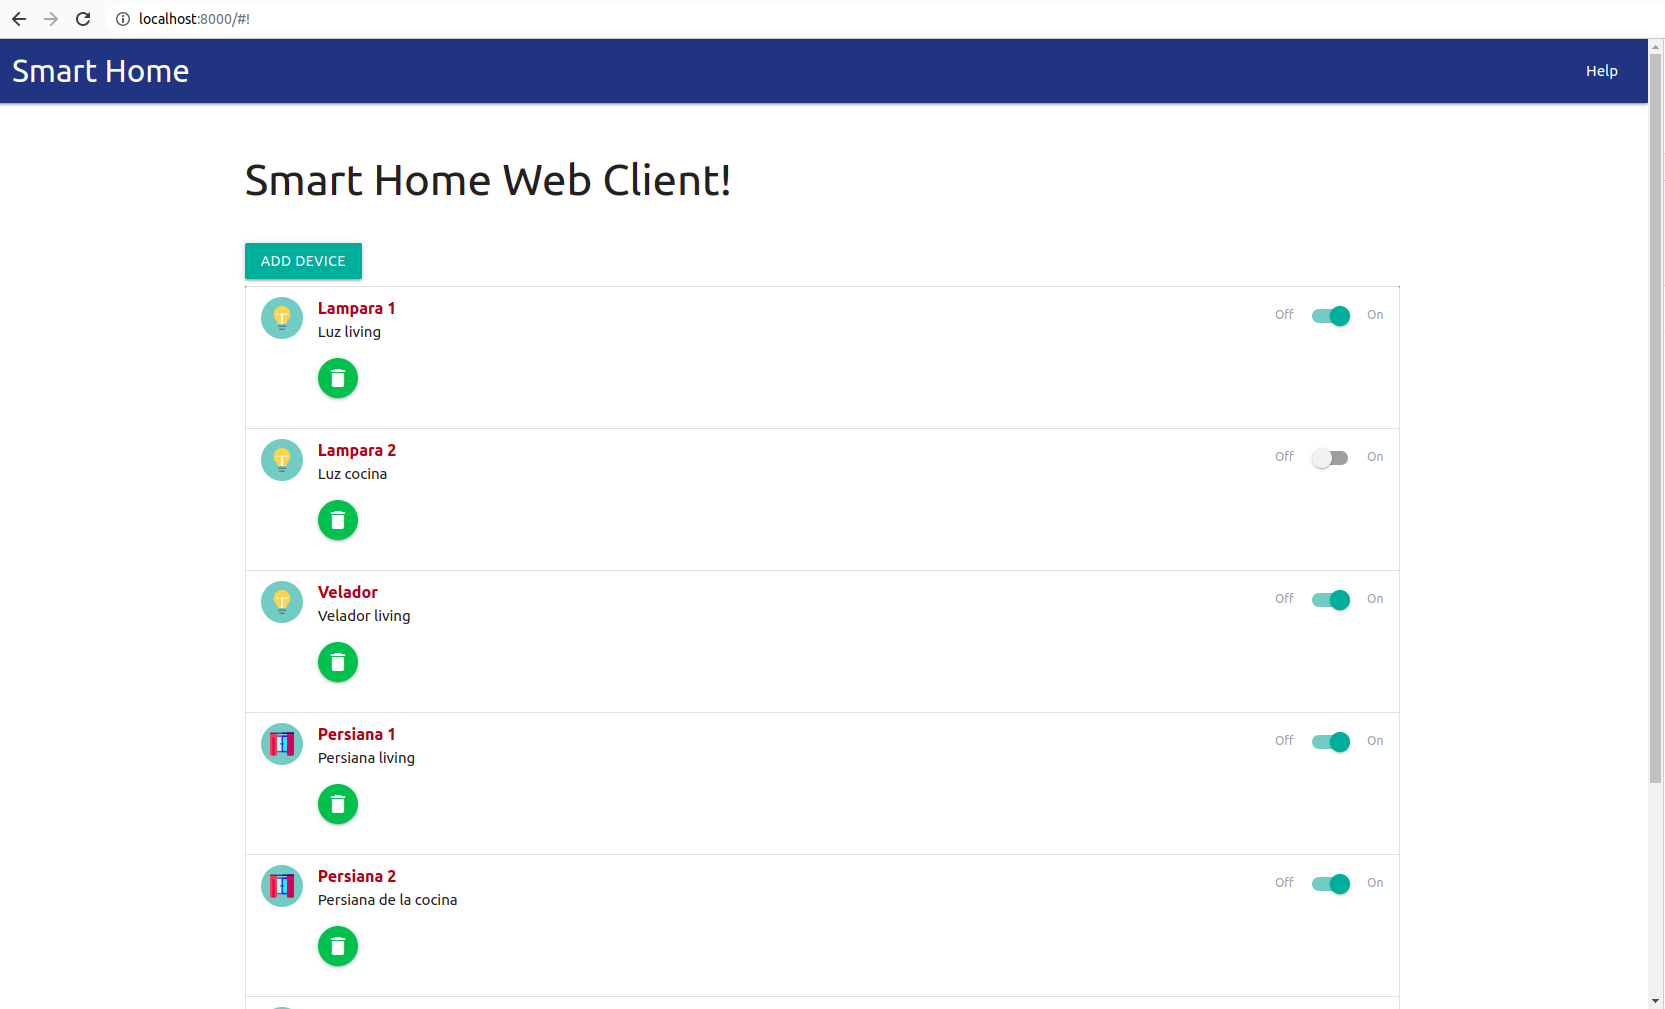 localhost:8000/#!
Smart Home
Help
Smart Home Web Client!
ADD DEVICE
Lampara 1
Luz living
Off On
Lampara 2
Luz cocina
Off On
Velador
Velador living
Off On
Persiana 1
Persiana living
Off On
Persiana 2
Persiana de la cocina
Off On